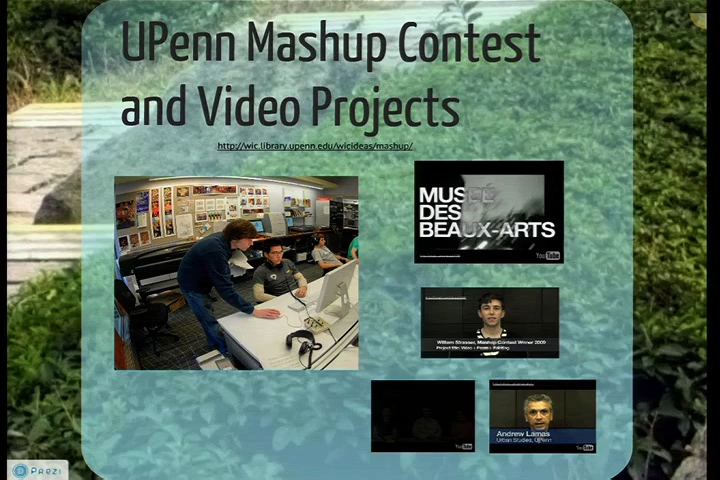 UPenn Mashup Contest
and Video Projects
http://wic.library.upenn.edu/wicideas/mashup/
MUSÉE
DES
BEAUX-ARTS
YouTube
William Strasser, Mashup Contest Winner 2009
YouTube
Andrew Lamas
Urban Studies, UPenn
YouTube
PREZI